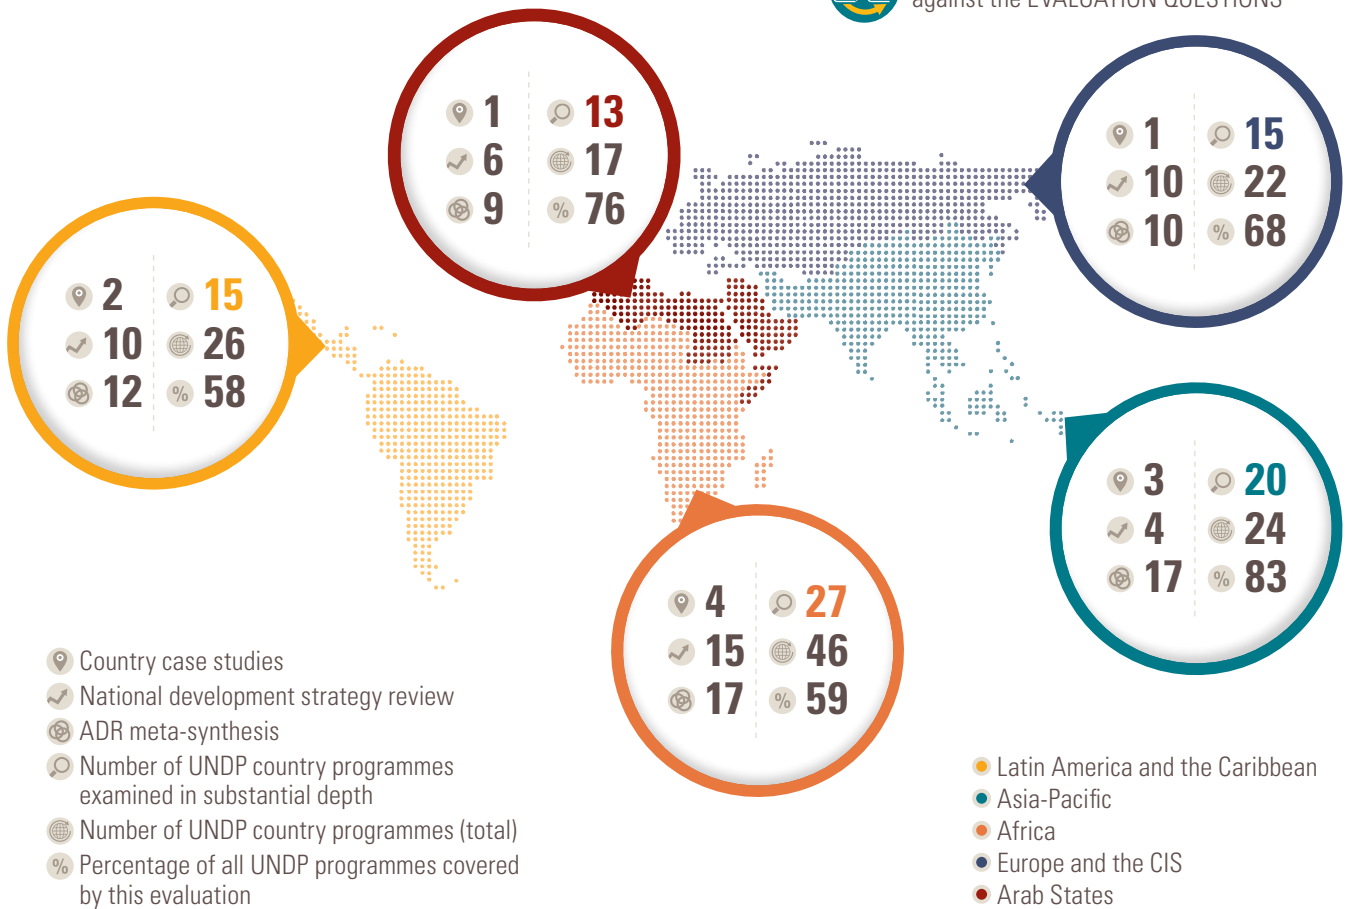 against the EVALUATION QUESTIONS
1 13
6 17
9 % 76
1 15
10 22
10 % 68
2 15
10 26
12 % 58
3 20
4 24
17 % 83
4 27
15 46
17 % 59
Country case studies
National development strategy review
ADR meta-synthesis
Number of UNDP country programmes
examined in substantial depth
Number of UNDP country programmes (total)
% Percentage of all UNDP programmes covered
by this evaluation
Latin America and the Caribbean
Asia-Pacific
Africa
Europe and the CIS
Arab States